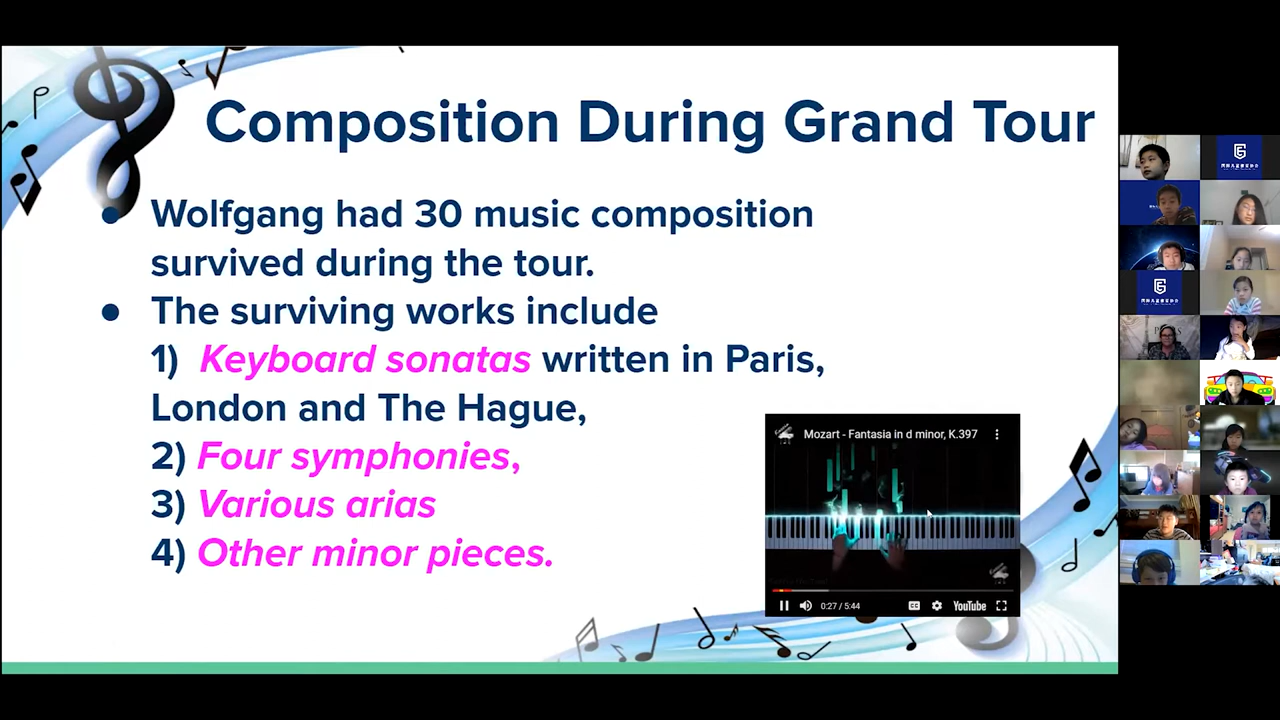 Composition During Grand Tour
● Wolfgang had 30 music composition
survived during the tour.
● The surviving works include
1) Keyboard sonatas written in Paris,
London and The Hague,
2) Four symphonies,
3) Various arias
4) Other minor pieces.
Mozart - Fantasia in d minor, K.397
0:27 / 5:44
CC
YouTube